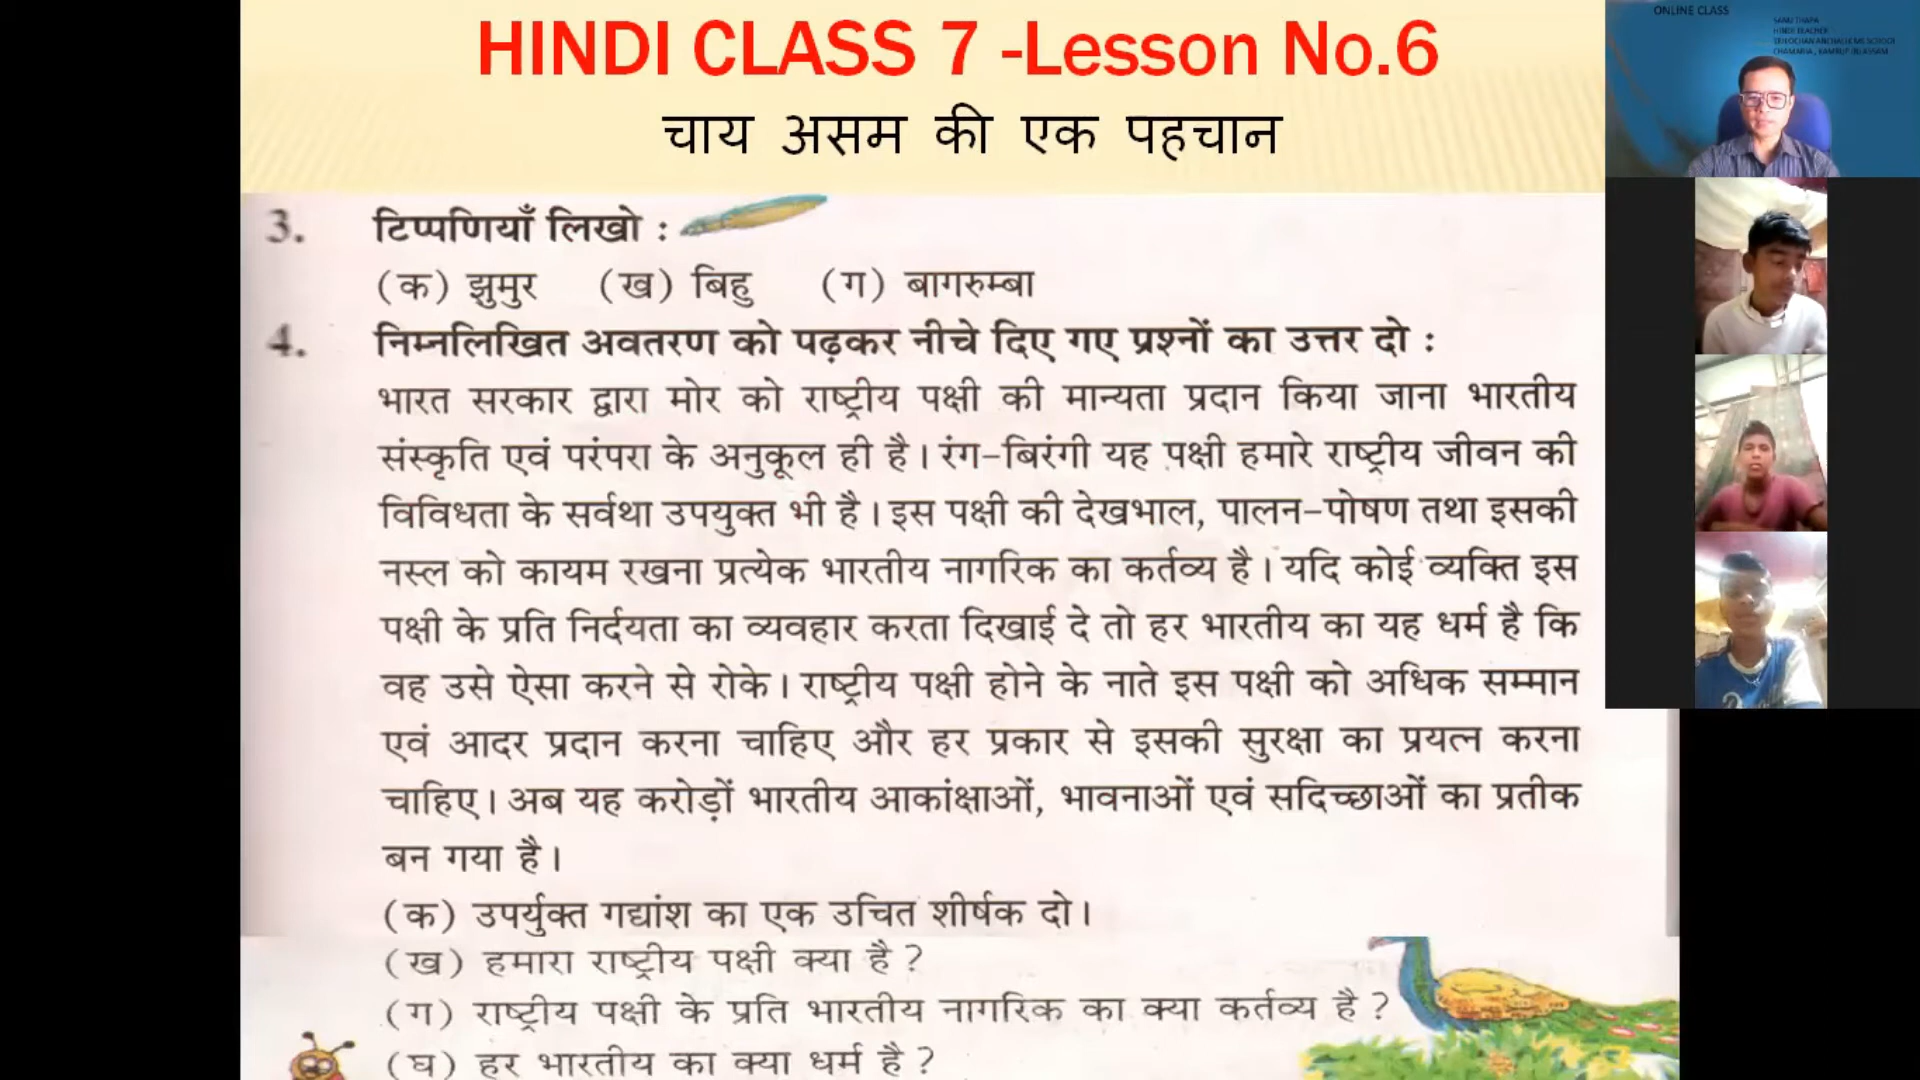 HINDI CLASS 7 -Lesson No.6
चाय असम की एक पहचान
3. टिप्पणियाँ लिखो :
(क) झुमुर (ख) बिहु (ग) बागरुम्बा
4. निम्नलिखित अवतरण को पढ़कर नीचे दिए गए प्रश्नों का उत्तर दो :
भारत सरकार द्वारा मोर को राष्ट्रीय पक्षी की मान्यता प्रदान किया जाना भारतीय
संस्कृति एवं परंपरा के अनुकूल ही है। रंग-बिरंगी यह पक्षी हमारे राष्ट्रीय जीवन की
विविधता के सर्वथा उपयुक्त भी है। इस पक्षी की देखभाल, पालन-पोषण तथा इसकी
नस्ल को कायम रखना प्रत्येक भारतीय नागरिक का कर्तव्य है। यदि कोई व्यक्ति इस
पक्षी के प्रति निर्दयता का व्यवहार करता दिखाई दे तो हर भारतीय का यह धर्म है कि
वह उसे ऐसा करने से रोके। राष्ट्रीय पक्षी होने के नाते इस पक्षी को अधिक सम्मान
एवं आदर प्रदान करना चाहिए और हर प्रकार से इसकी सुरक्षा का प्रयत्न करना
चाहिए। अब यह करोड़ों भारतीय आकांक्षाओं, भावनाओं एवं सदिच्छाओं का प्रतीक
बन गया है।
(क) उपर्युक्त गद्यांश का एक उचित शीर्षक दो।
(ख) हमारा राष्ट्रीय पक्षी क्या है ?
(ग) राष्ट्रीय पक्षी के प्रति भारतीय नागरिक का क्या कर्तव्य है ?
(घ) हर भारतीय का क्या धर्म है ?
ONLINE CLASS
HINDI TEACHER